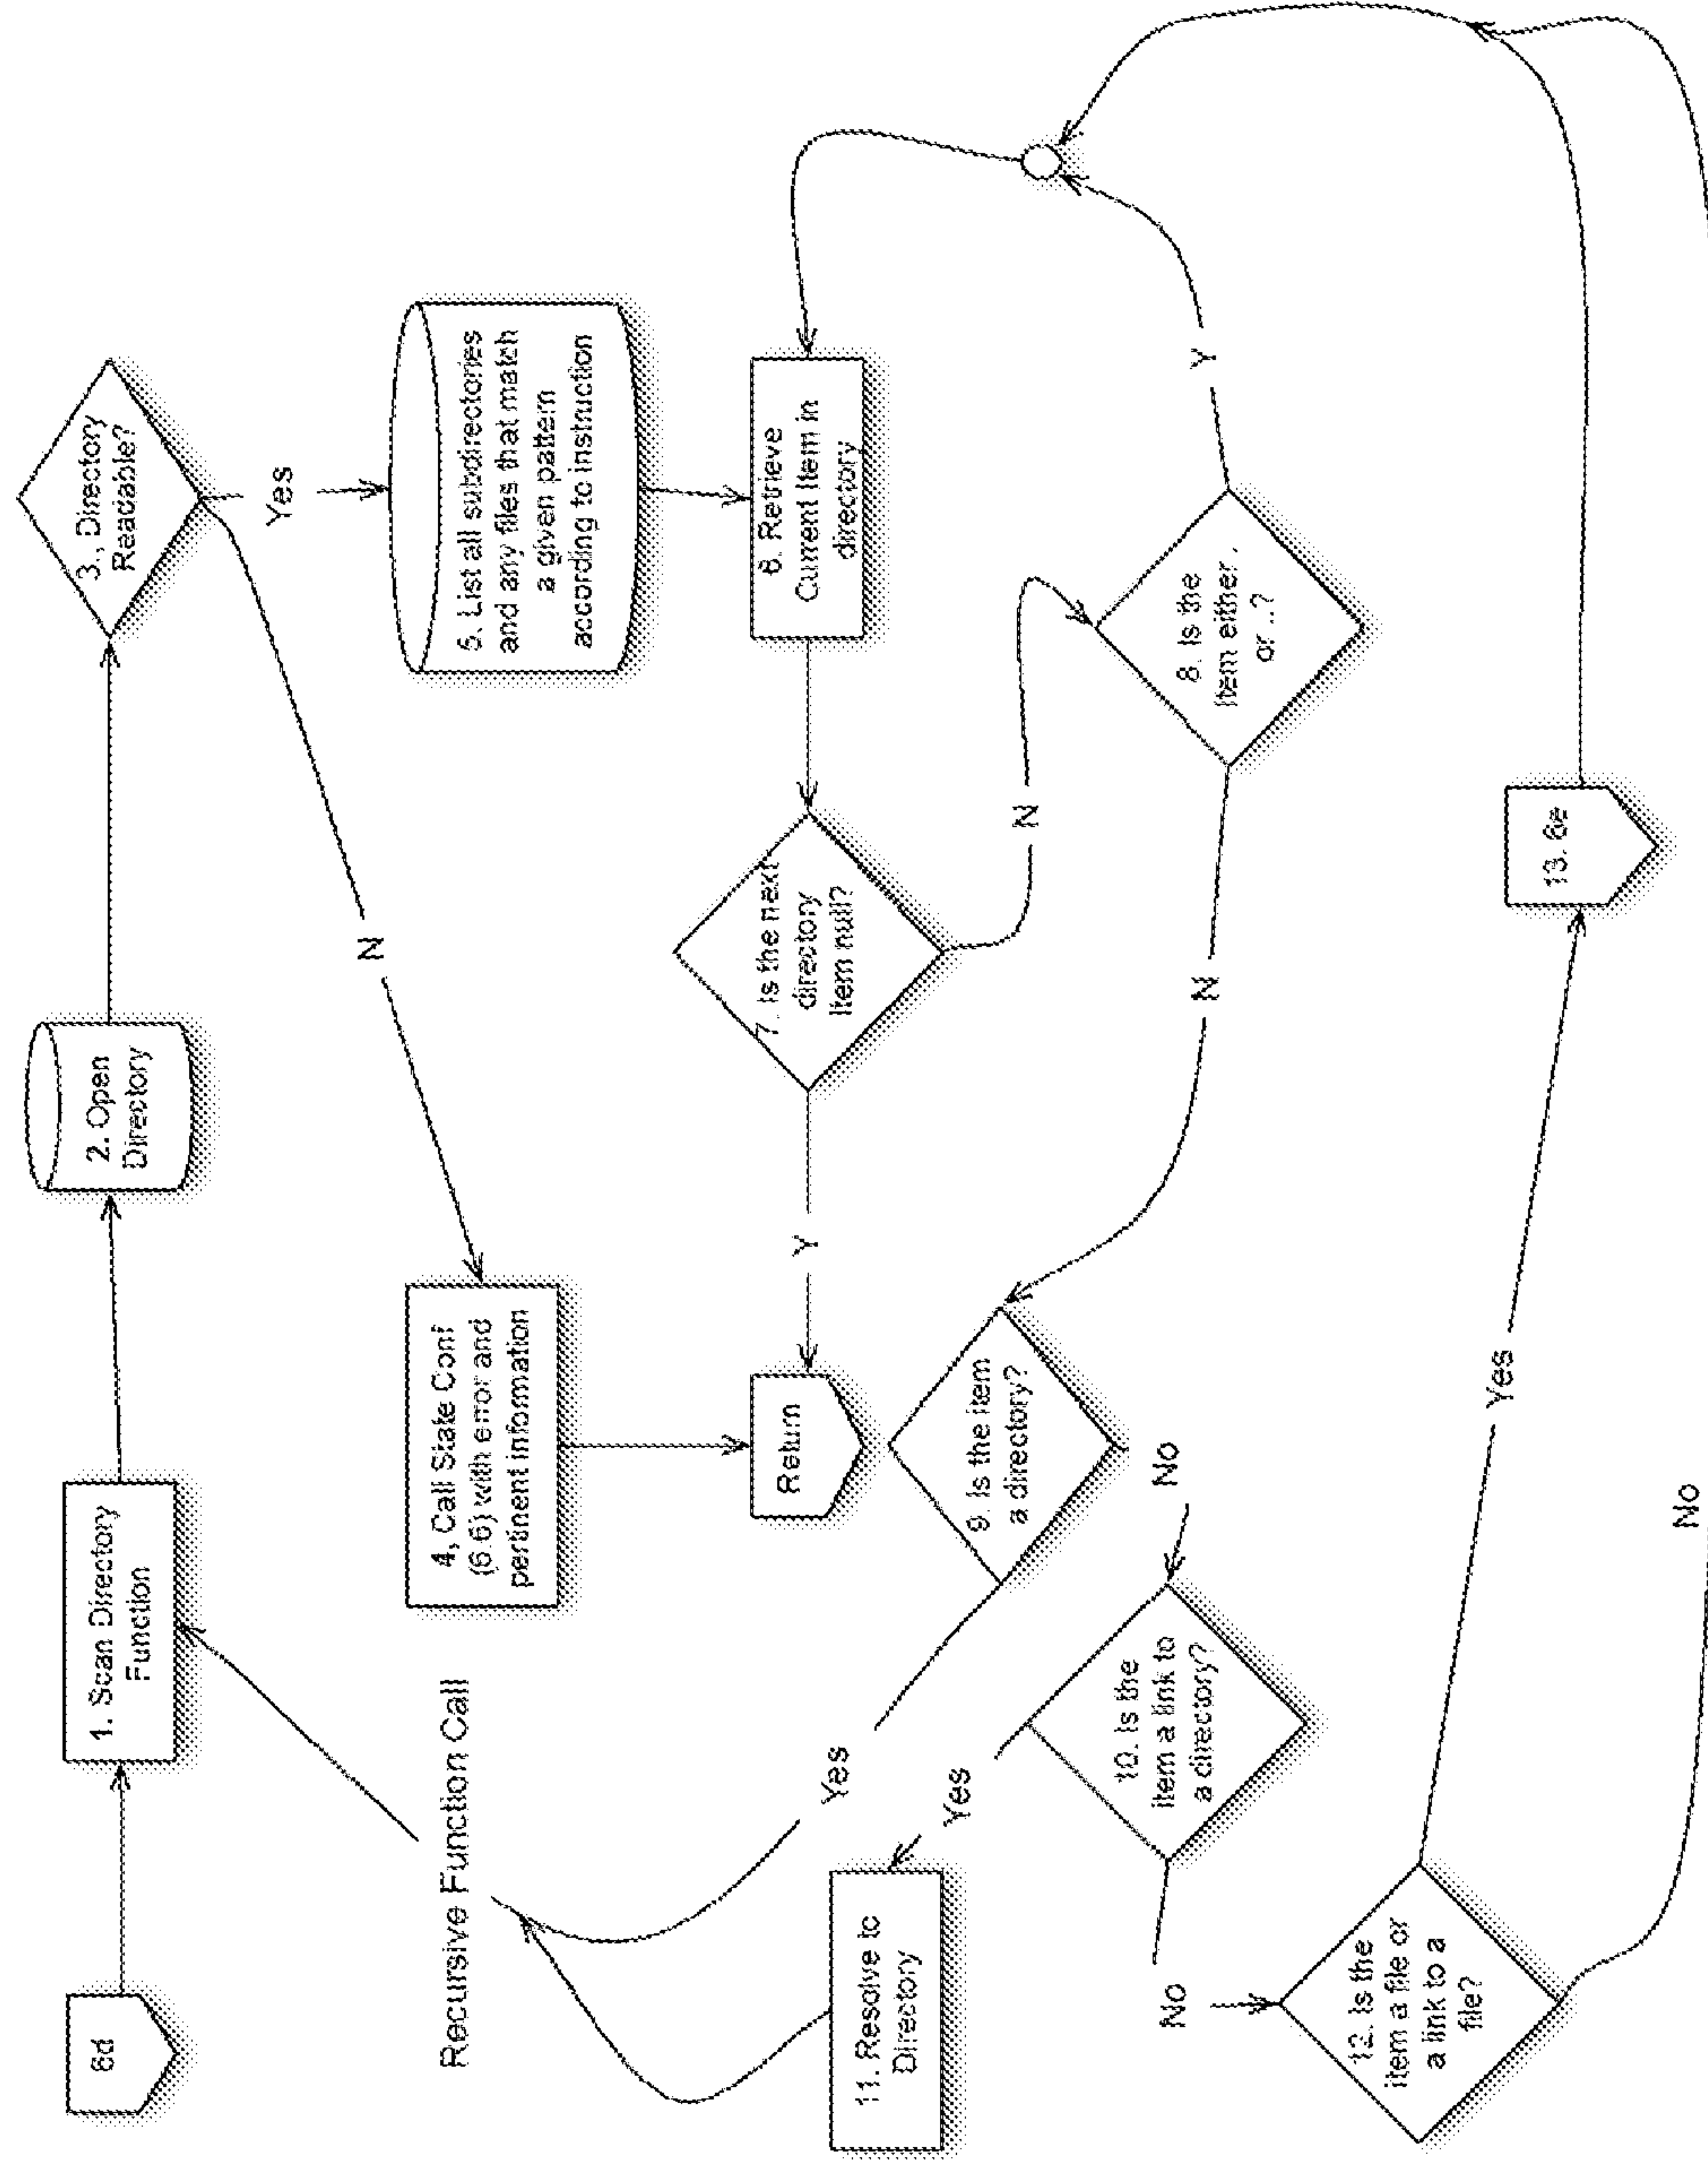 6d
1. Scan Directory
Function
2. Open
Directory
3., Directory
Readable?
Yes
N
4, Call State Conf
(6.6) with error and
pertinent information
5. List all subdirectories
and any files that match
a given pattern
according to instruction
6. Retrieve
Current Item in
directory
7. Is the next
directory
item null?
Y
N
Return
8. Is the
item either .
or ..?
Y
N
9. Is the item
a directory?
Yes
No
Recursive Function Call
10. Is the
item a link to
a directory?
Yes
No
11. Resolve to
Directory
12. Is the
item a file or
a link to a
file?
Yes
No
13. 6e